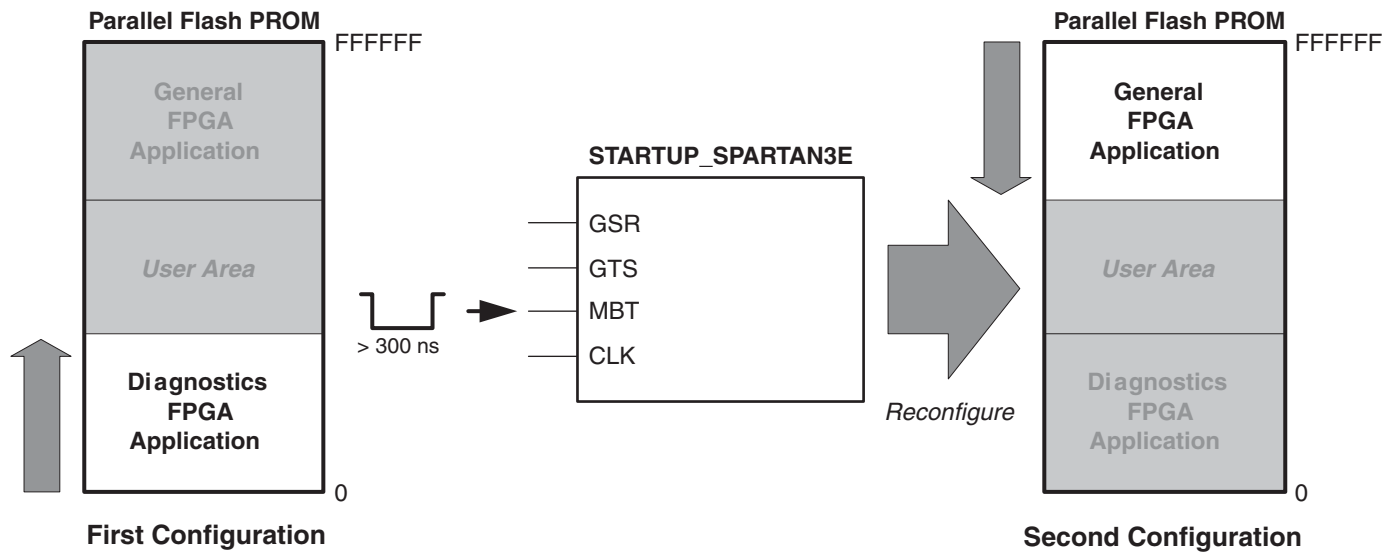 Parallel Flash PROM
FFFFFF
General
FPGA
Application
User Area
Diagnostics
FPGA
Application
0
First Configuration
> 300 ns
STARTUP_SPARTAN3E
GSR
GTS
MBT
CLK
Reconfigure
Parallel Flash PROM
FFFFFF
General
FPGA
Application
User Area
Diagnostics
FPGA
Application
0
Second Configuration